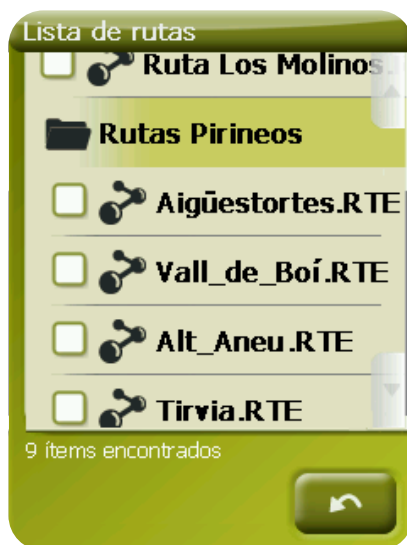 Lista de rutas
Ruta Los Molinos.
Rutas Pirineos
Aigüestortes.RTE
Vall_de_Boí.RTE
Alt_Aneu.RTE
Tirvia.RTE
9 ítems encontrados